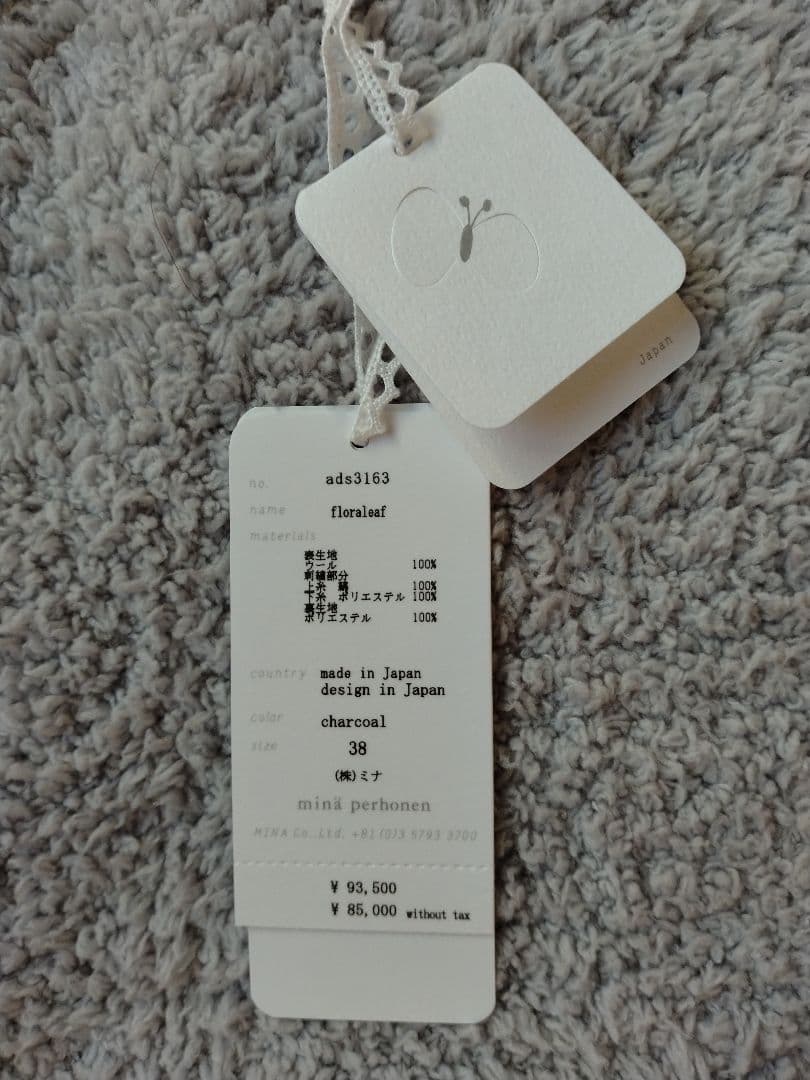 Japan
no. ads3163
name floraleaf
materials
表生地
ウール 100%
刺繍部分
上糸 綿 100%
下糸 ポリエステル 100%
裏生地
ポリエステル 100%
country made in Japan
design in Japan
color charcoal
size 38
(株)ミナ
minä perhonen
MINA Co.,Ltd. +81(0)3 5793 3700
¥ 93,500
¥ 85,000 without tax